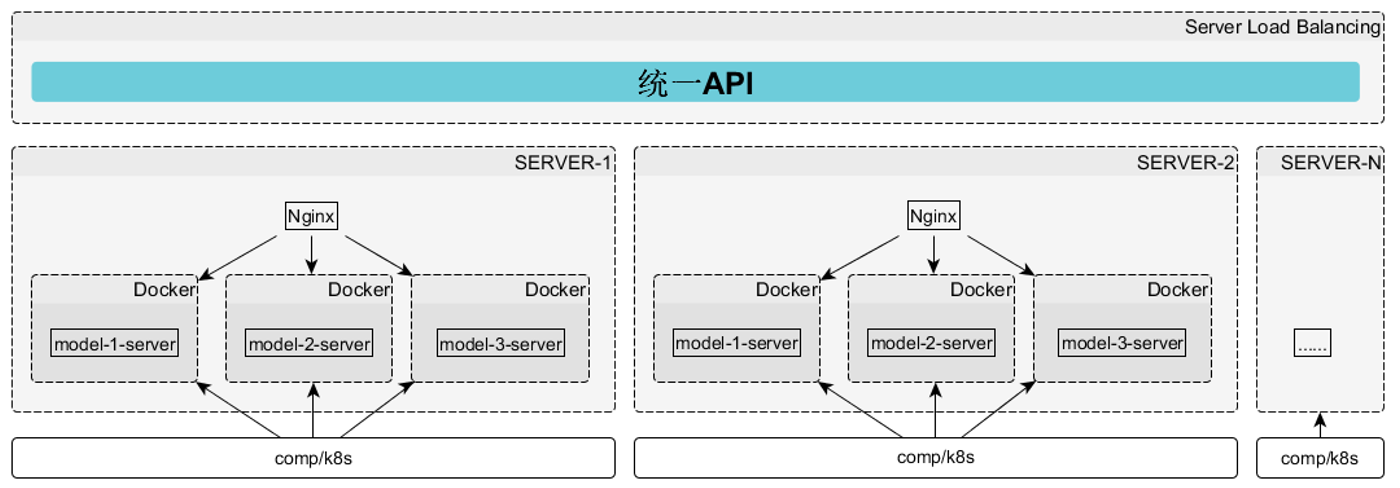 Server Load Balancing
统一API
SERVER-1
Nginx
Docker
model-1-server
Docker
model-2-server
Docker
model-3-server
comp/k8s
SERVER-2
Nginx
Docker
model-1-server
Docker
model-2-server
Docker
model-3-server
comp/k8s
SERVER-N
......
comp/k8s